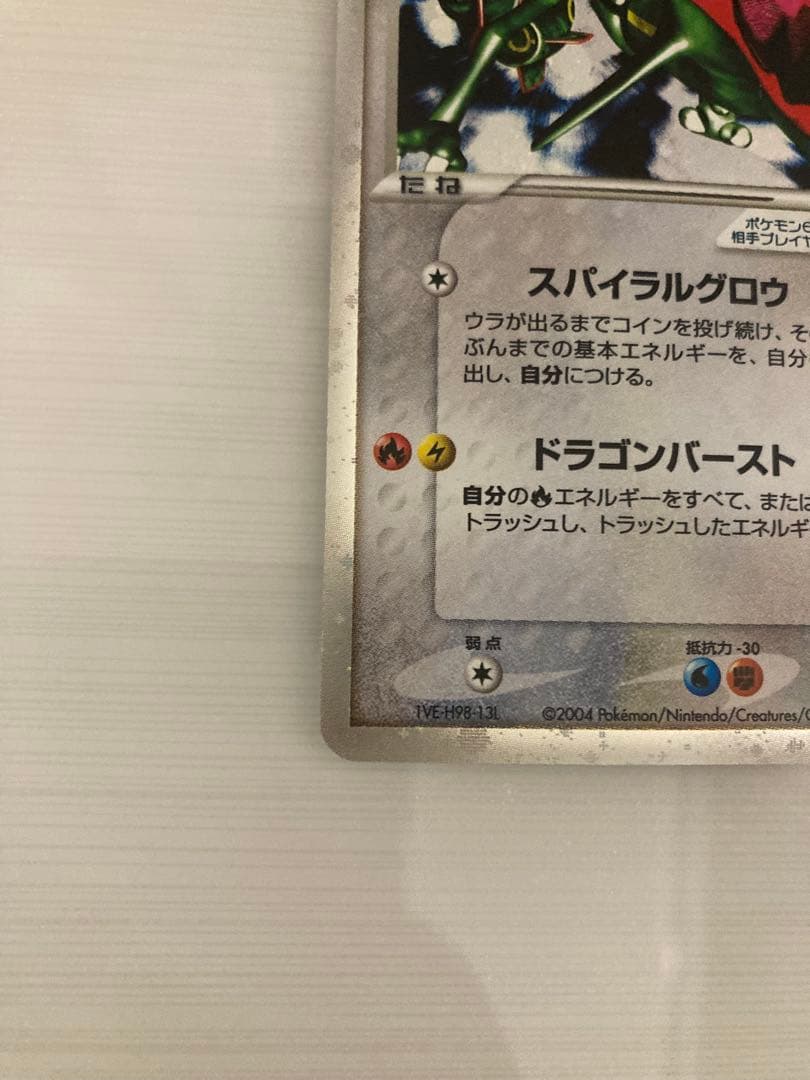 たね
ポケモンe
相手プレイヤ
スパイラルグロウ
ウラが出るまでコインを投げ続け、そ
ぶんまでの基本エネルギーを、自分
出し、自分につける。
ドラゴンバースト
自分のエネルギーをすべて、または
トラッシュし、トラッシュしたエネルギ
弱点
抵抗力 -30
1VE-H98-13L
©2004 Pokémon/Nintendo/Creatures/G